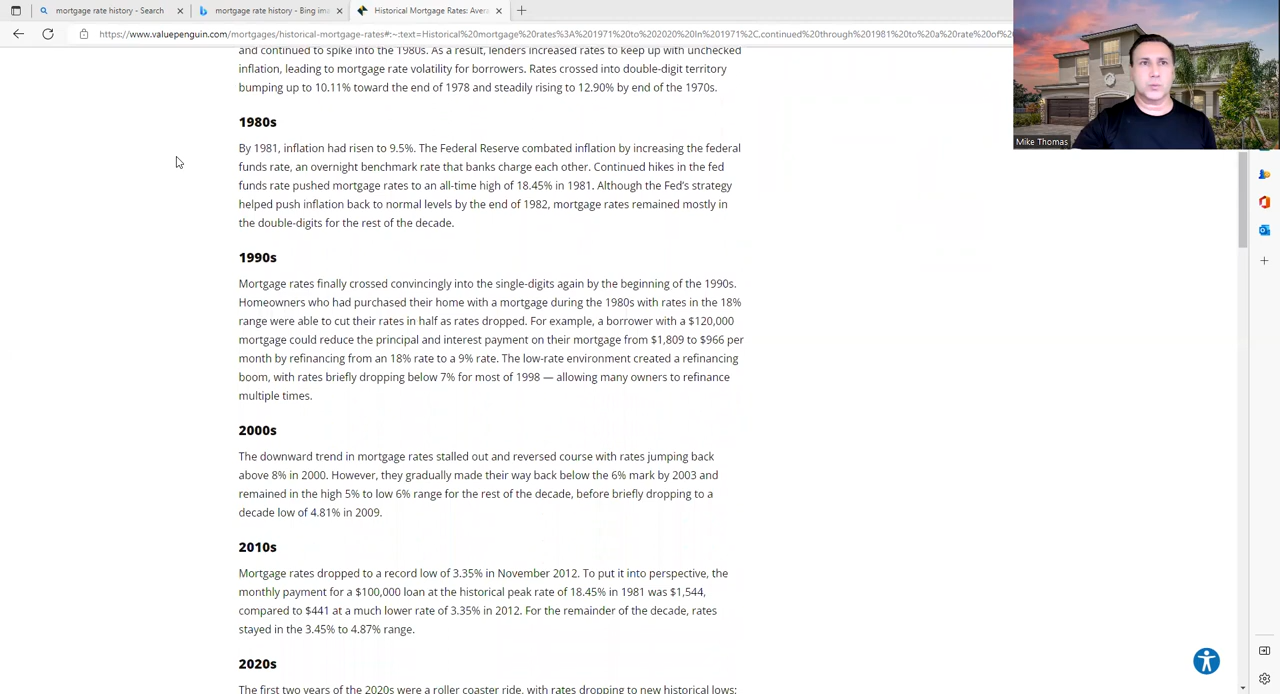 mortgage rate history - Search
mortgage rate history - Bing ima
Historical Mortgage Rates: Avera
https://www.valuepenguin.com/mortgages/historical-mortgage-rates#:~:text=Historical%20mortgage%20rates%3A%201971%20to%202020%20In%201971%2C,continued%20through%201981%20to%20a%20rate%20of%
Mike Thomas
and continued to spike into the 1980s. As a result, lenders increased rates to keep up with unchecked
inflation, leading to mortgage rate volatility for borrowers. Rates crossed into double-digit territory
bumping up to 10.11% toward the end of 1978 and steadily rising to 12.90% by end of the 1970s.
1980s
By 1981, inflation had risen to 9.5%. The Federal Reserve combated inflation by increasing the federal
funds rate, an overnight benchmark rate that banks charge each other. Continued hikes in the fed
funds rate pushed mortgage rates to an all-time high of 18.45% in 1981. Although the Fed's strategy
helped push inflation back to normal levels by the end of 1982, mortgage rates remained mostly in
the double-digits for the rest of the decade.
1990s
Mortgage rates finally crossed convincingly into the single-digits again by the beginning of the 1990s.
Homeowners who had purchased their home with a mortgage during the 1980s with rates in the 18%
range were able to cut their rates in half as rates dropped. For example, a borrower with a $120,000
mortgage could reduce the principal and interest payment on their mortgage from $1,809 to $966 per
month by refinancing from an 18% rate to a 9% rate. The low-rate environment created a refinancing
boom, with rates briefly dropping below 7% for most of 1998 — allowing many owners to refinance
multiple times.
2000s
The downward trend in mortgage rates stalled out and reversed course with rates jumping back
above 8% in 2000. However, they gradually made their way back below the 6% mark by 2003 and
remained in the high 5% to low 6% range for the rest of the decade, before briefly dropping to a
decade low of 4.81% in 2009.
2010s
Mortgage rates dropped to a record low of 3.35% in November 2012. To put it into perspective, the
monthly payment for a $100,000 loan at the historical peak rate of 18.45% in 1981 was $1,544,
compared to $441 at a much lower rate of 3.35% in 2012. For the remainder of the decade, rates
stayed in the 3.45% to 4.87% range.
2020s
The first two years of the 2020s were a roller coaster ride, with rates dropping to new historical lows: